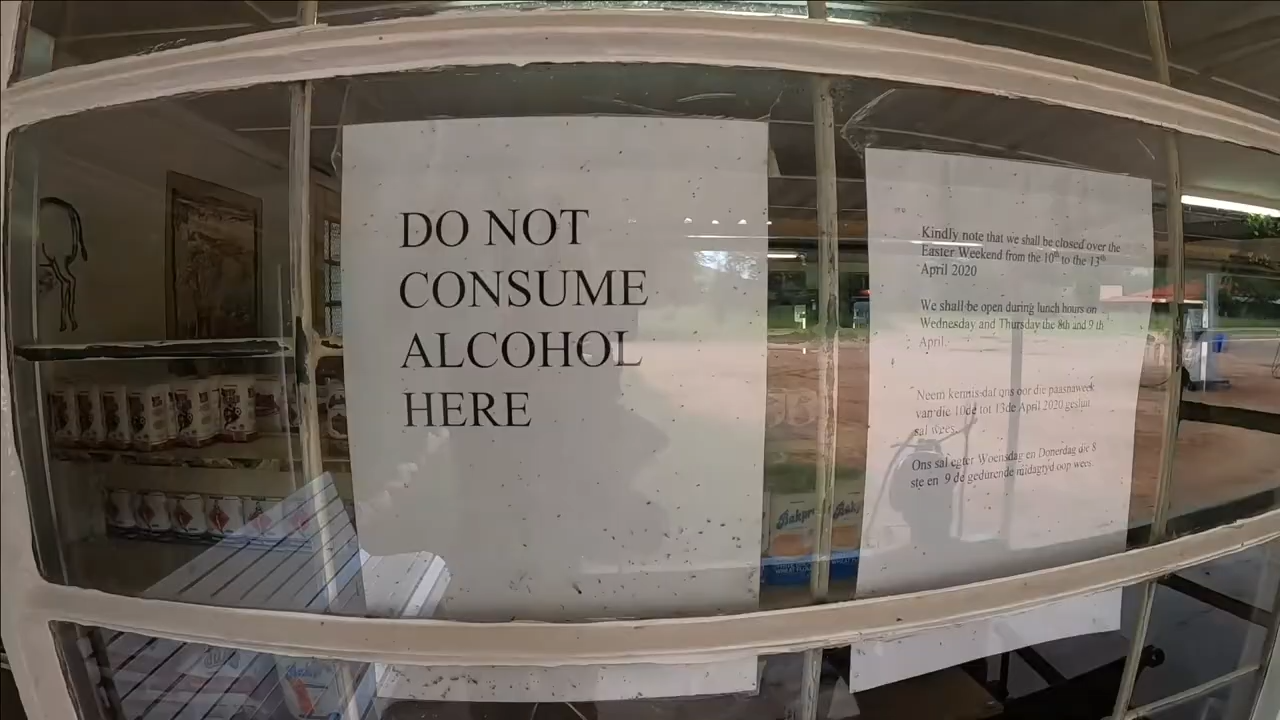 DO NOT
CONSUME
ALCOHOL
HERE
Kindly note that we shall be closed over the
Easter Weekend from the 10th to the 13th
April 2020
We shall be open during lunch hours on
Wednesday and Thursday the 8th and 9 th
April.
Neem kennis dat ons oor die paasnaweek
van die 10de tot 13de April 2020 gesluit
sal wees.
Ons sal egter Woensdag en Donerdag die 8
ste en 9 de gedurende midagtyd oop wees